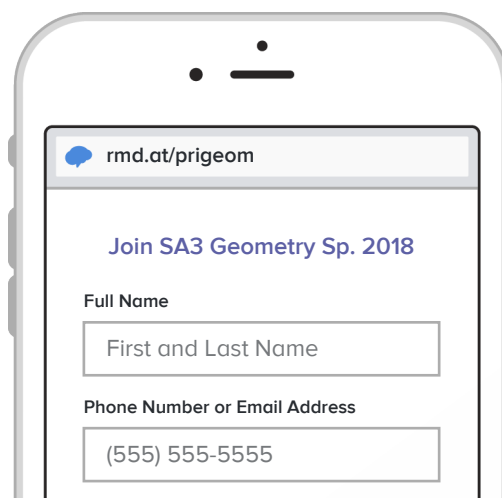 rmd.at/prigeom
Join SA3 Geometry Sp. 2018
Full Name
First and Last Name
Phone Number or Email Address
(555) 555-5555